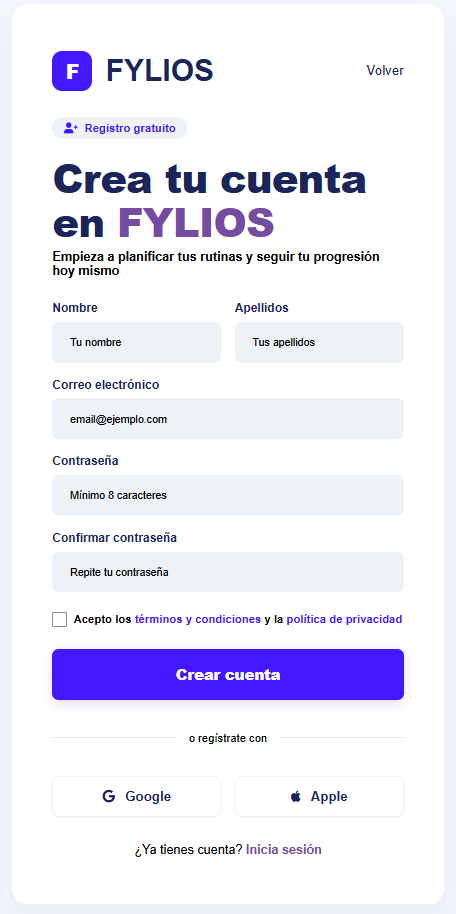 F FYLIOS
Volver
Registro gratuito
Crea tu cuenta
en FYLIOS
Empieza a planificar tus rutinas y seguir tu progresión
hoy mismo
Nombre
Apellidos
Tu nombre
Tus apellidos
Correo electrónico
email@ejemplo.com
Contraseña
Mínimo 8 caracteres
Confirmar contraseña
Repite tu contraseña
Acepto los términos y condiciones y la política de privacidad
Crear cuenta
o regístrate con
G Google
Apple
¿Ya tienes cuenta? Inicia sesión